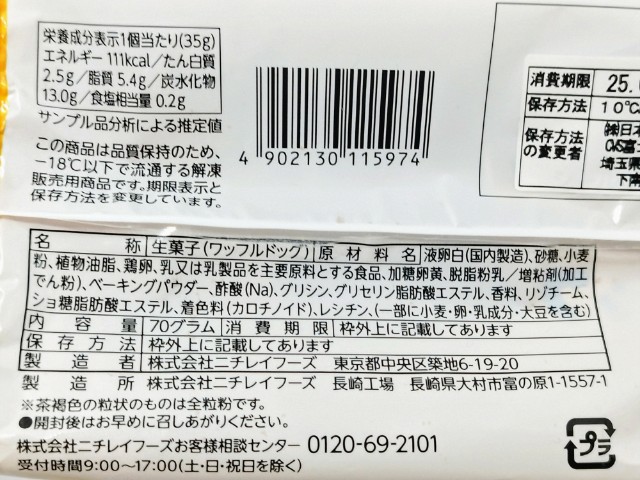 栄養成分表示1個当たり(35g)
エネルギー 111kcal/たん白質
2.5g/脂質 5.4g/炭水化物
13.0g/食塩相当量 0.2g
サンプル品分析による推定値
この商品は品質保持のため、
−18℃以下で流通する解凍
販売用商品です。期限表示と
保存方法を変更しています。
4 902130 115974
消費期限 25.
保存方法 10℃
保存方法の変更者 ㈱日本
CVS富士
埼玉県
下南
名 称 生菓子(ワッフルドッグ) 原材料名 液卵白(国内製造)、砂糖、小麦
粉、植物油脂、鶏卵、乳又は乳製品を主要原料とする食品、加糖卵黄、脱脂粉乳/増粘剤(加工
でん粉)、ベーキングパウダー、酢酸(Na)、グリシン、グリセリン脂肪酸エステル、香料、リゾチーム、
ショ糖脂肪酸エステル、着色料(カロチノイド)、レシチン、(一部に小麦・卵・乳成分・大豆を含む)
内容量 70グラム 消費期限 枠外上に記載してあります
保存方法 枠外上に記載してあります
製造者 株式会社ニチレイフーズ 東京都中央区築地6-19-20
製造所 株式会社ニチレイフーズ 長崎工場 長崎県大村市富の原1-1557-1
※茶褐色の粒状のものは全粒粉です。
●開封後はお早めに召しあがりください。
株式会社ニチレイフーズお客様相談センター 0120-69-2101
受付時間9:00〜17:00(土・日・祝日を除く)
プラ